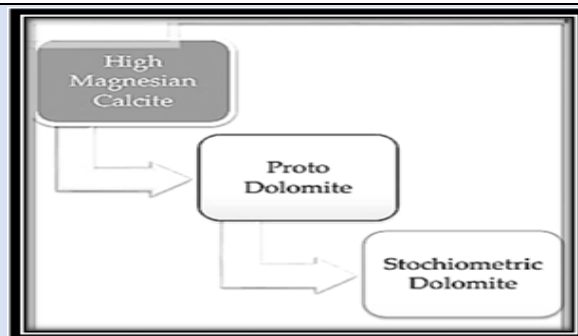 High
Magnesian
Calcite
Proto
Dolomite
Stochiometric
Dolomite